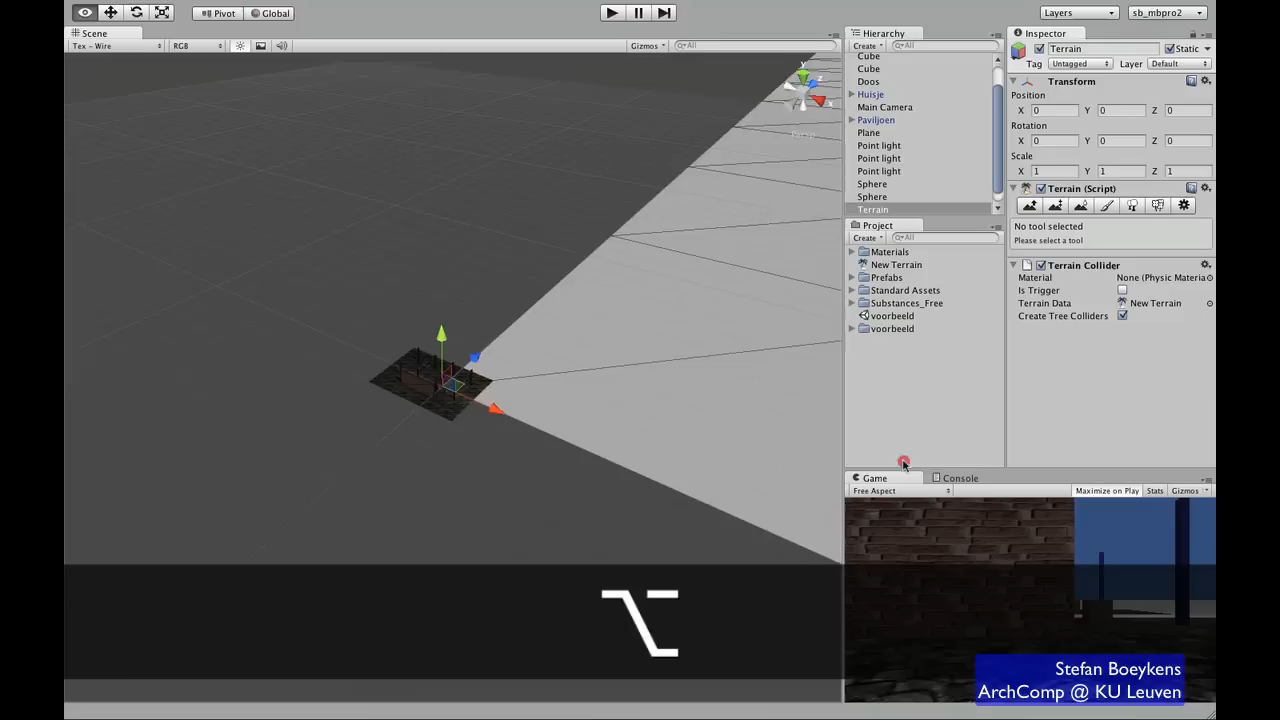 Pivot
Global
Layers
sb_mbpro2
Scene
Tex - Wire
RGB
Gizmos
All
y
z
x
Persp
Hierarchy
Create
All
Cube
Cube
Doos
Huisje
Main Camera
Paviljoen
Plane
Point light
Point light
Point light
Sphere
Sphere
Terrain
Project
Create
All
Materials
New Terrain
Prefabs
Standard Assets
Substances_Free
voorbeeld
voorbeeld
Inspector
Terrain
Static
Tag Untagged Layer Default
Transform
Position
X 0 Y 0 Z 0
Rotation
X 0 Y 0 Z 0
Scale
X 1 Y 1 Z 1
Terrain (Script)
No tool selected
Please select a tool
Terrain Collider
Material None (Physic Materia
Is Trigger
Terrain Data New Terrain
Create Tree Colliders
Game
Console
Free Aspect
Maximize on Play Stats Gizmos
⌥
Stefan Boeykens
ArchComp @ KU Leuven